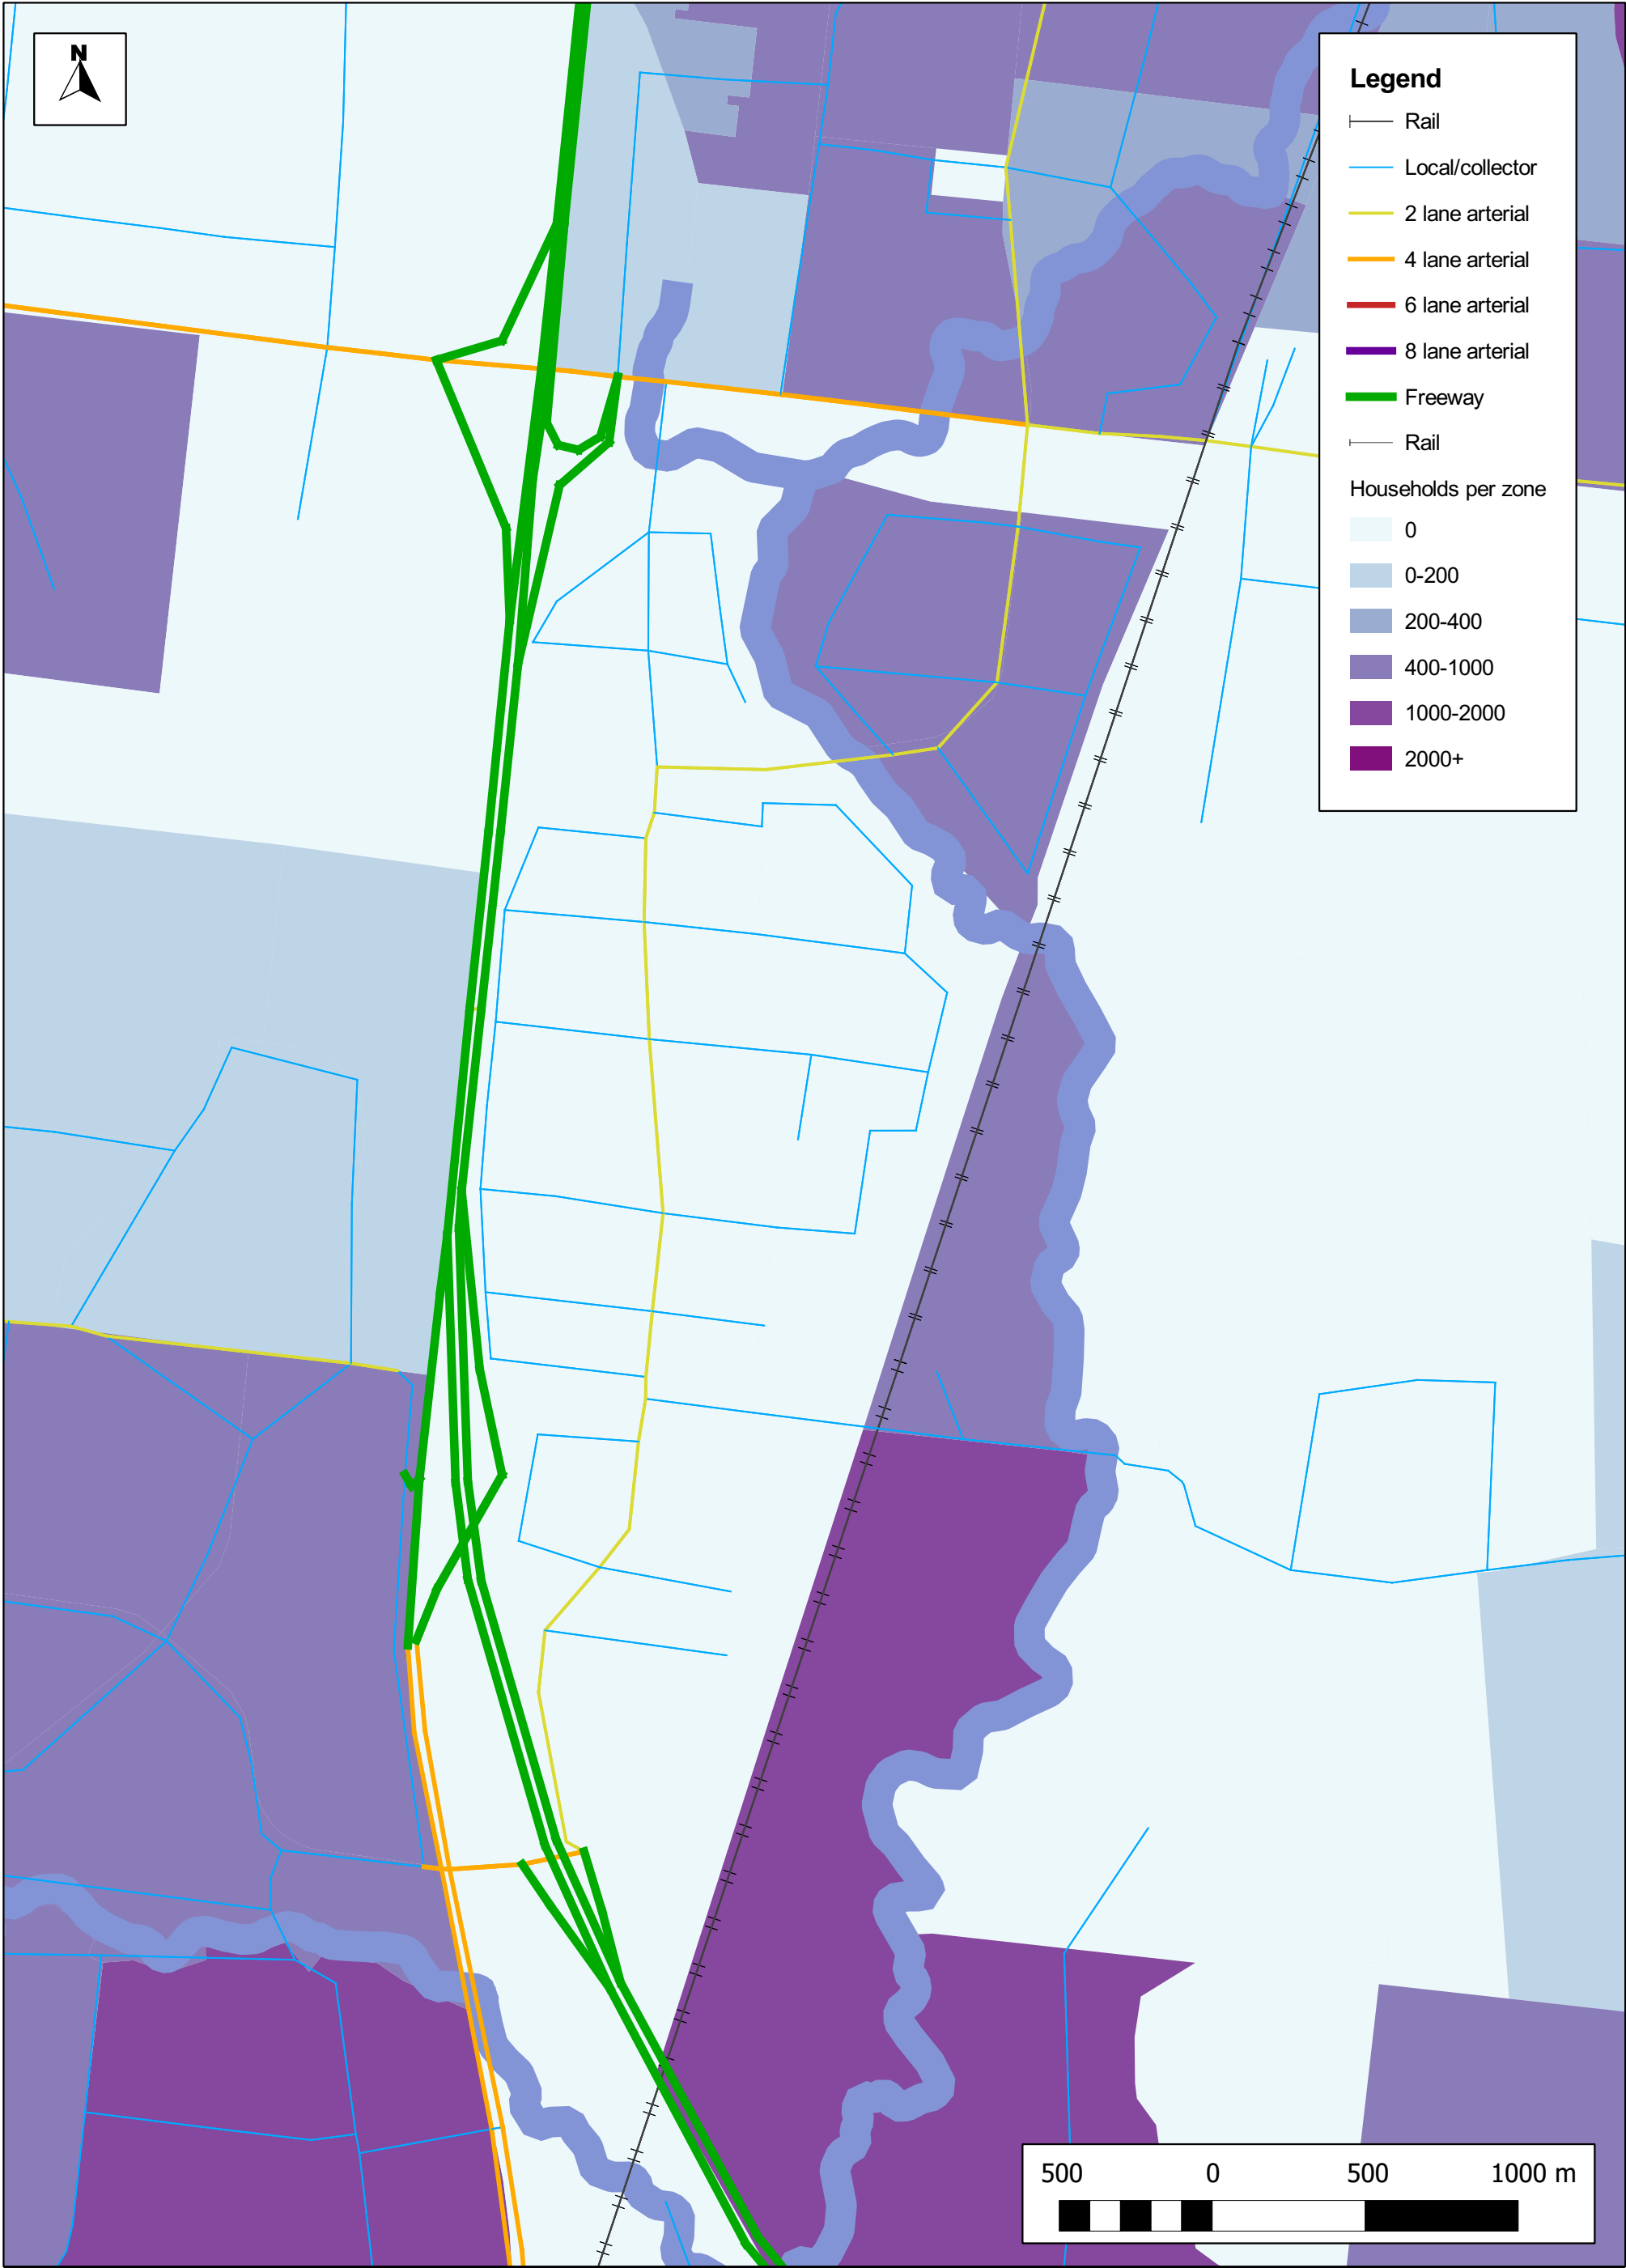 N
Legend
Rail
Local/collector
2 lane arterial
4 lane arterial
6 lane arterial
8 lane arterial
Freeway
Rail
Households per zone
0
0-200
200-400
400-1000
1000-2000
2000+
500 0 500 1000 m